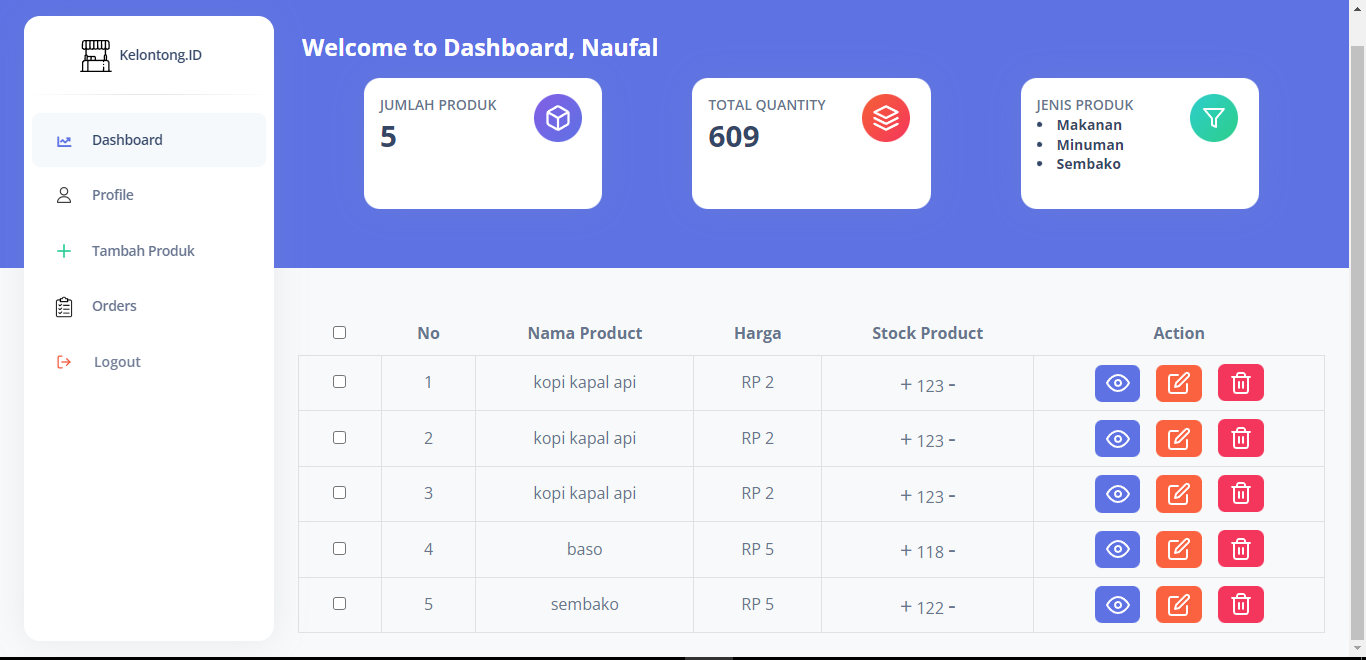 Kelontong.ID
Dashboard
Profile
Tambah Produk
Orders
Logout
Welcome to Dashboard, Naufal
JUMLAH PRODUK
5
TOTAL QUANTITY
609
JENIS PRODUK
• Makanan
• Minuman
• Sembako
No Nama Product Harga Stock Product Action
1 kopi kapal api RP 2 + 123 -
2 kopi kapal api RP 2 + 123 -
3 kopi kapal api RP 2 + 123 -
4 baso RP 5 + 118 -
5 sembako RP 5 + 122 -